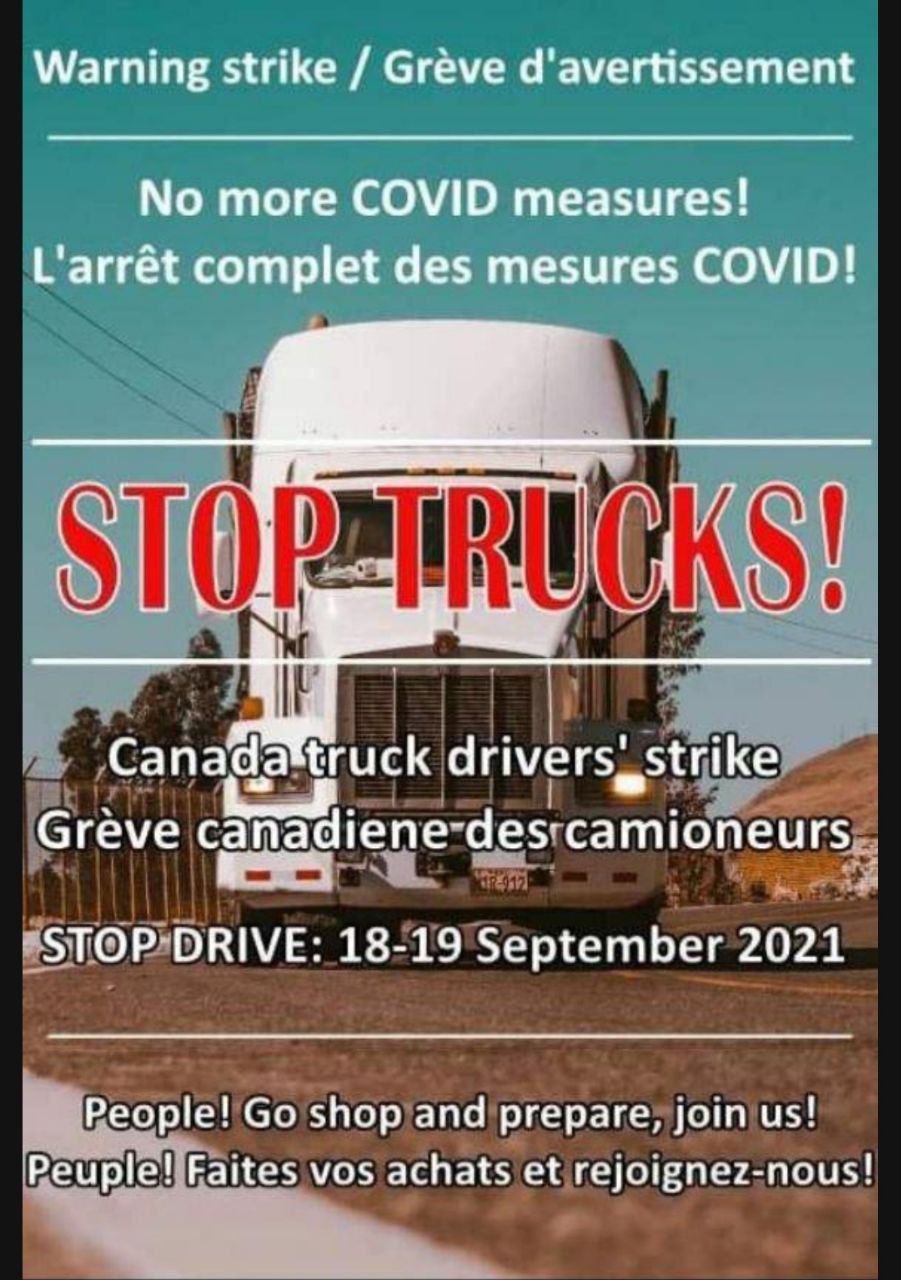 Warning strike / Grève d'avertissement
No more COVID measures!
L'arrêt complet des mesures COVID!
STOP TRUCKS!
Canada truck drivers' strike
Grève canadiene des camioneurs
STOP DRIVE: 18-19 September 2021
People! Go shop and prepare, join us!
Peuple! Faites vos achats et rejoignez-nous!